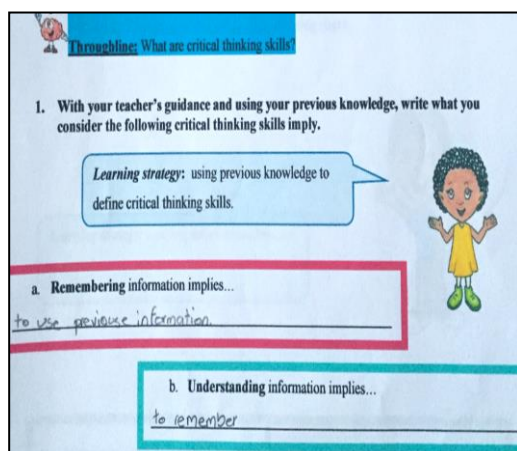 Throughline: What are critical thinking skills?
1. With your teacher's guidance and using your previous knowledge, write what you
consider the following critical thinking skills imply.
Learning strategy: using previous knowledge to
define critical thinking skills.
a. Remembering information implies...
to use previouse information.
b. Understanding information implies...
to remember